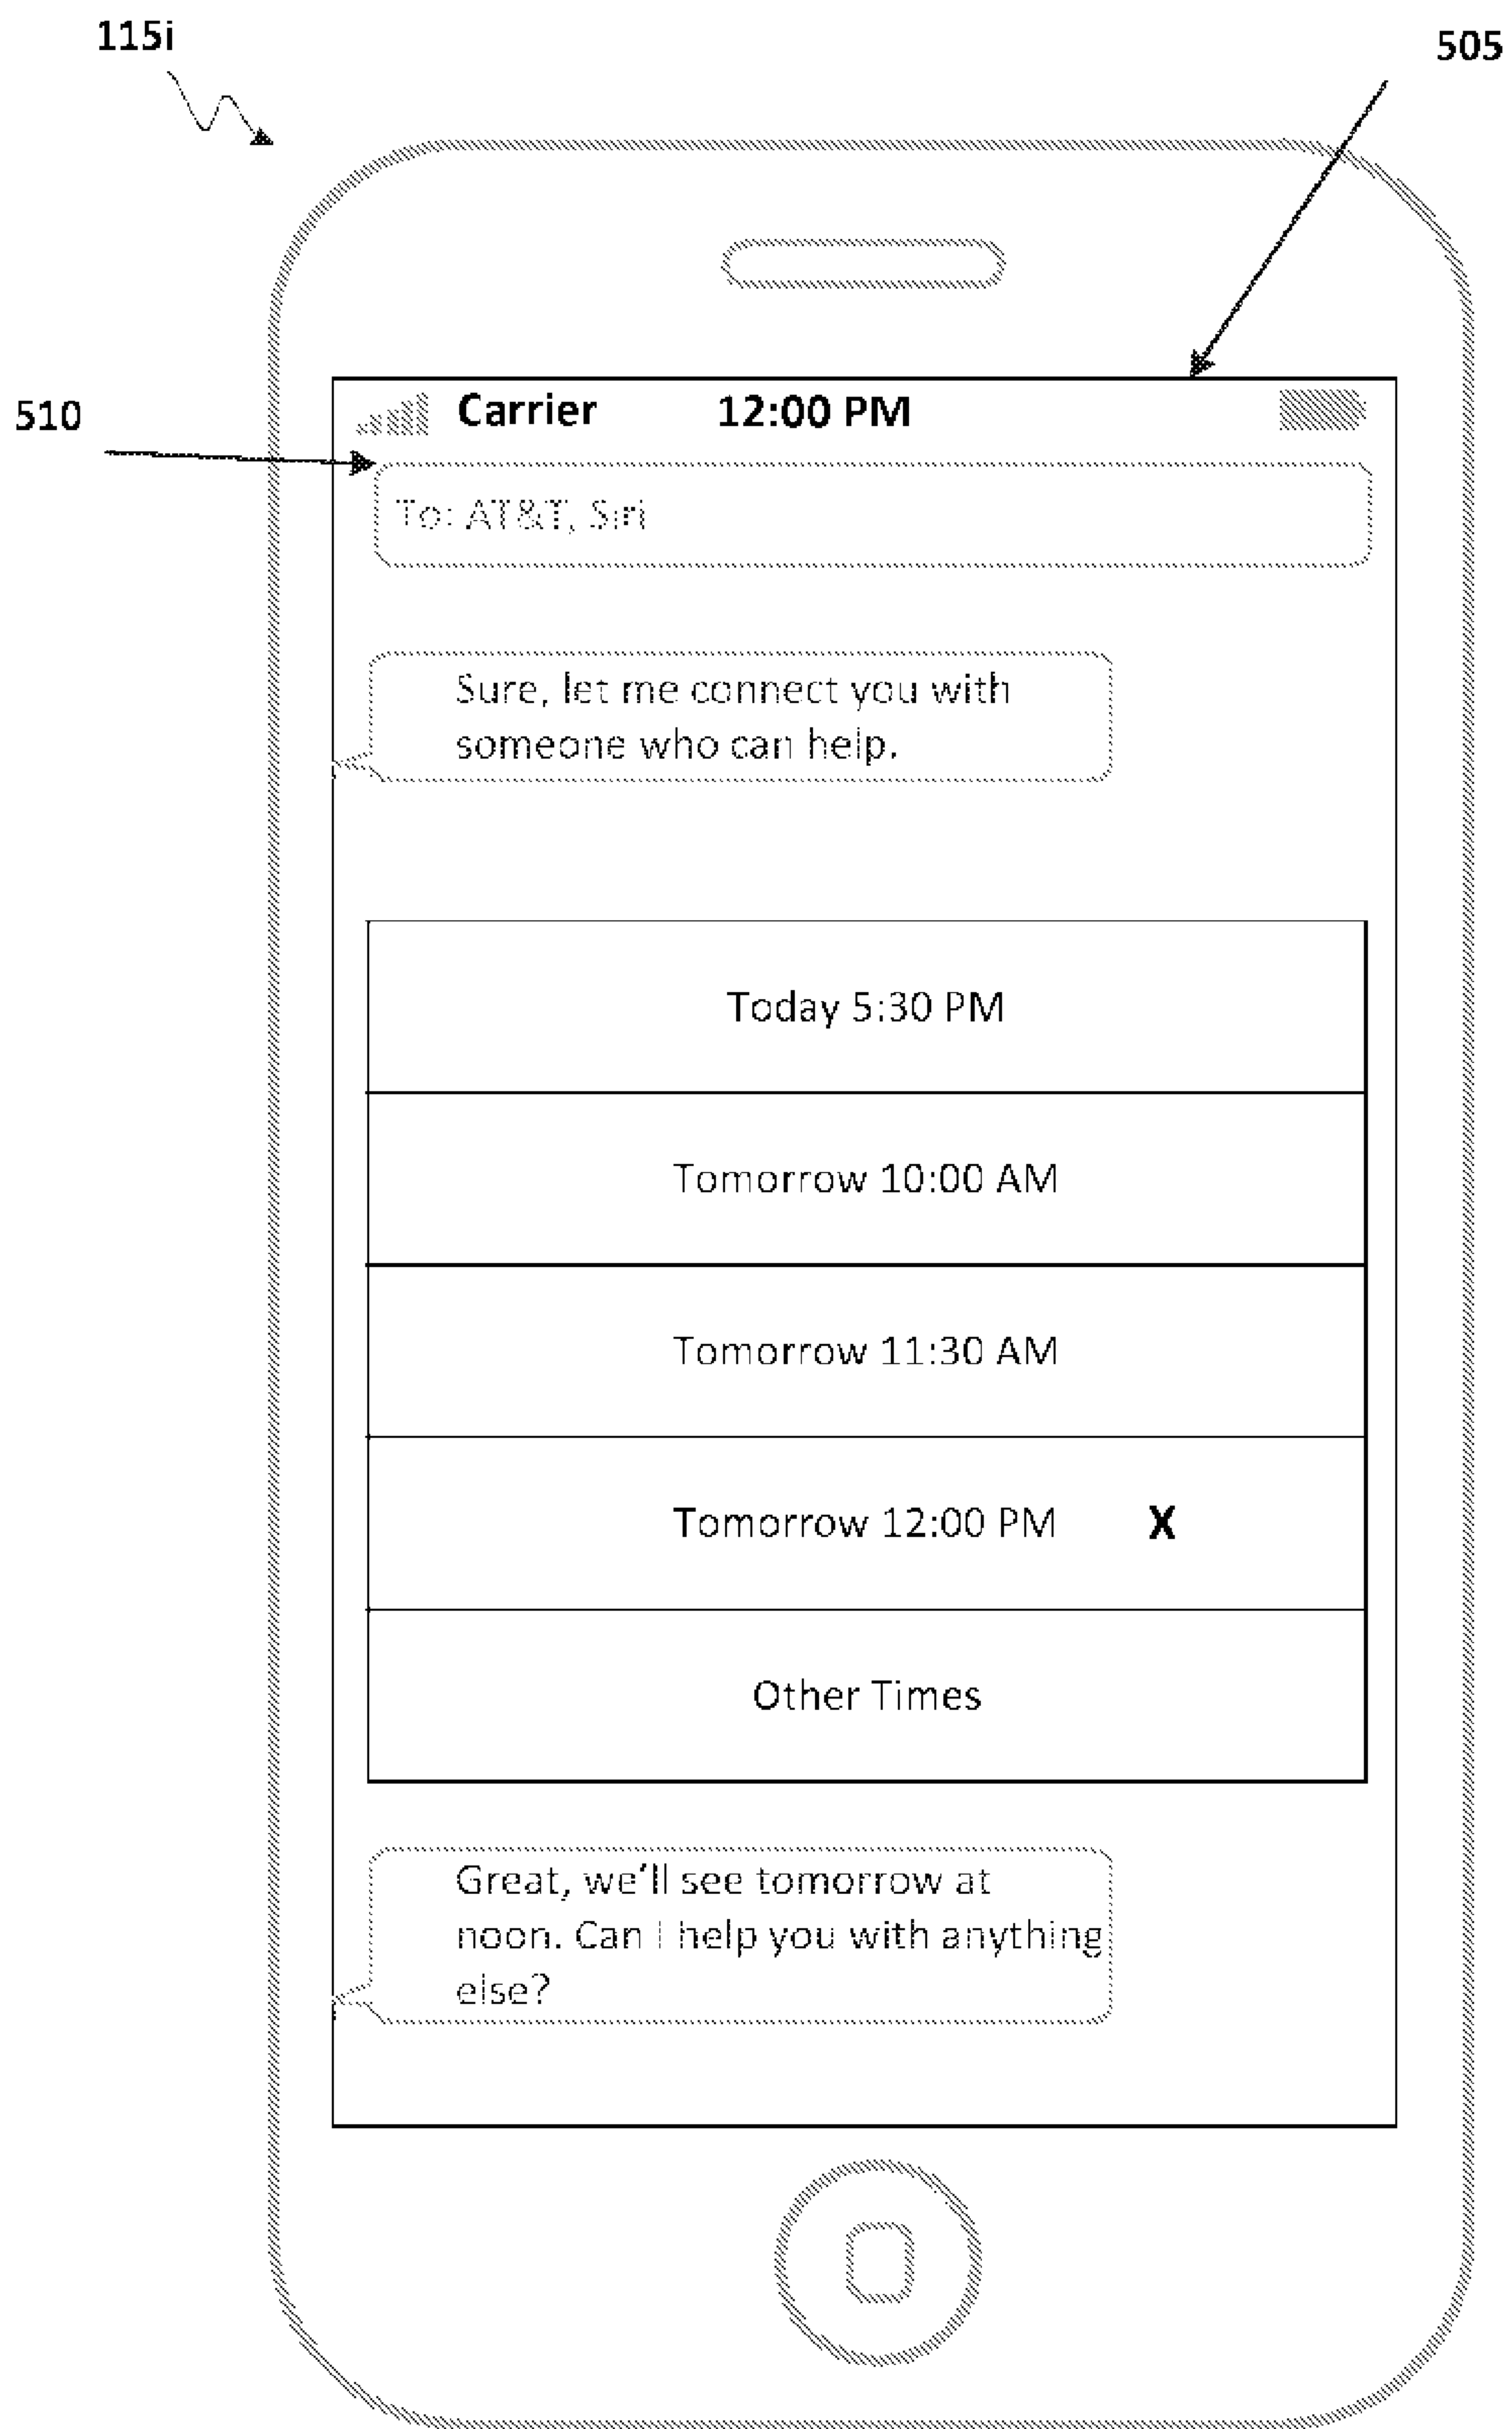 115i
505
510
Carrier 12:00 PM
To: AT&T, Siri
Sure, let me connect you with
someone who can help.
Today 5:30 PM
Tomorrow 10:00 AM
Tomorrow 11:30 AM
Tomorrow 12:00 PM X
Other Times
Great, we'll see tomorrow at
noon. Can I help you with anything
else?